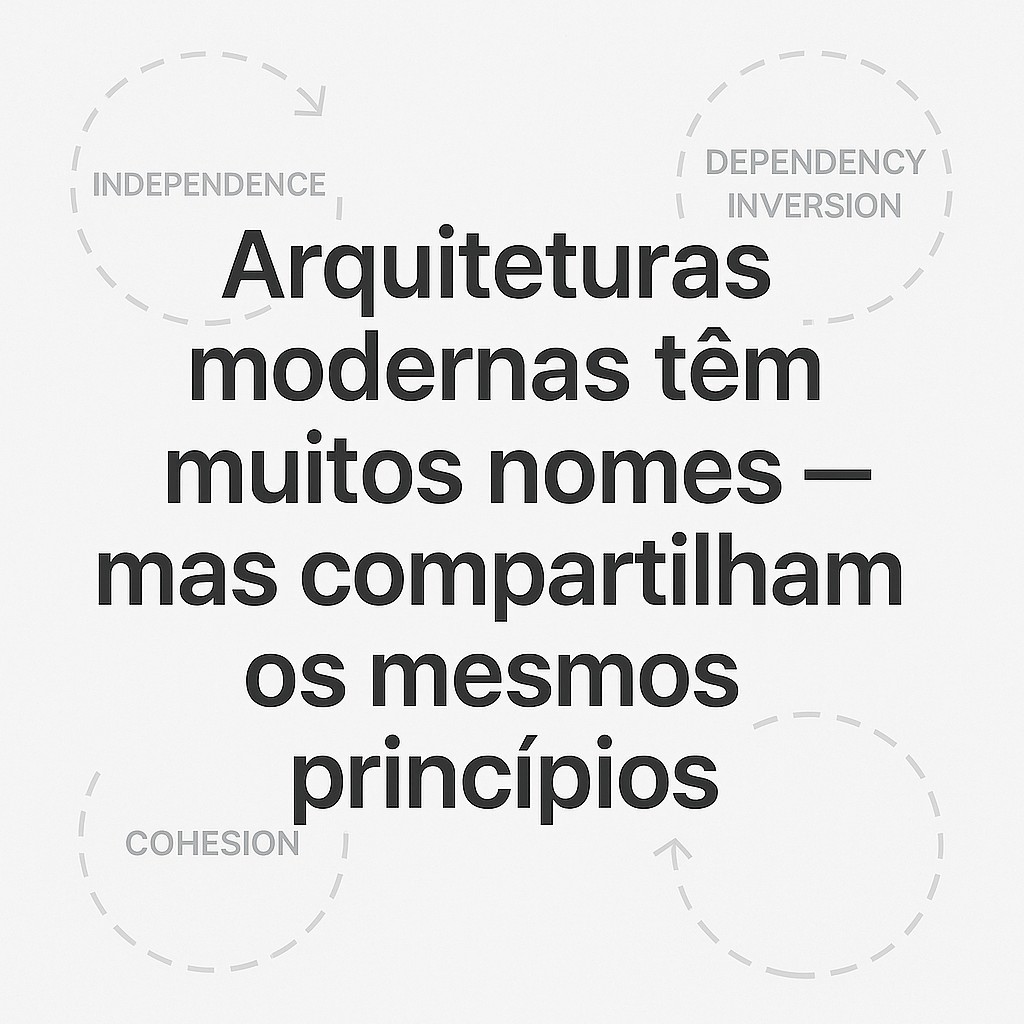 INDEPENDENCE
DEPENDENCY
INVERSION
Arquiteturas
modernas têm
muitos nomes —
mas compartilham
os mesmos
princípios
COHESION